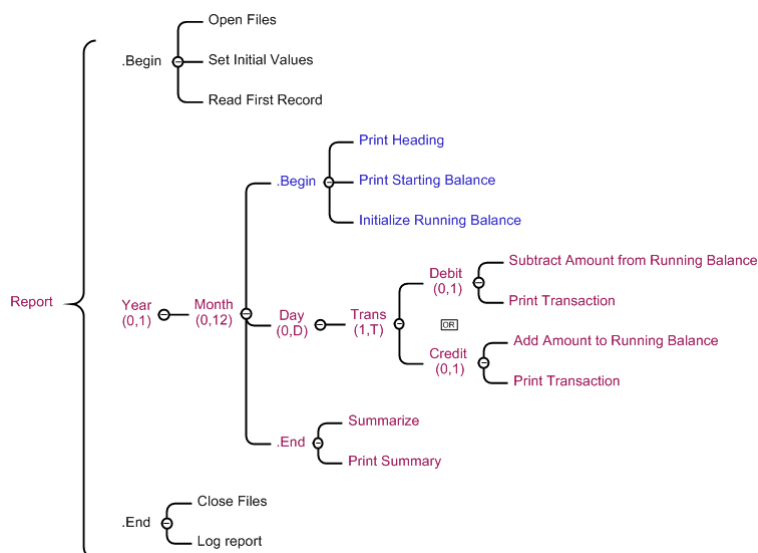 Open Files
.Begin
Set Initial Values
Read First Record
Print Heading
.Begin
Print Starting Balance
Initialize Running Balance
Report
Year
(0,1)
Month
(0,12)
Day
(0,D)
Trans
(1,T)
Debit
(0,1)
Subtract Amount from Running Balance
Print Transaction
OR
Credit
(0,1)
Add Amount to Running Balance
Print Transaction
.End
Summarize
Print Summary
.End
Close Files
Log report